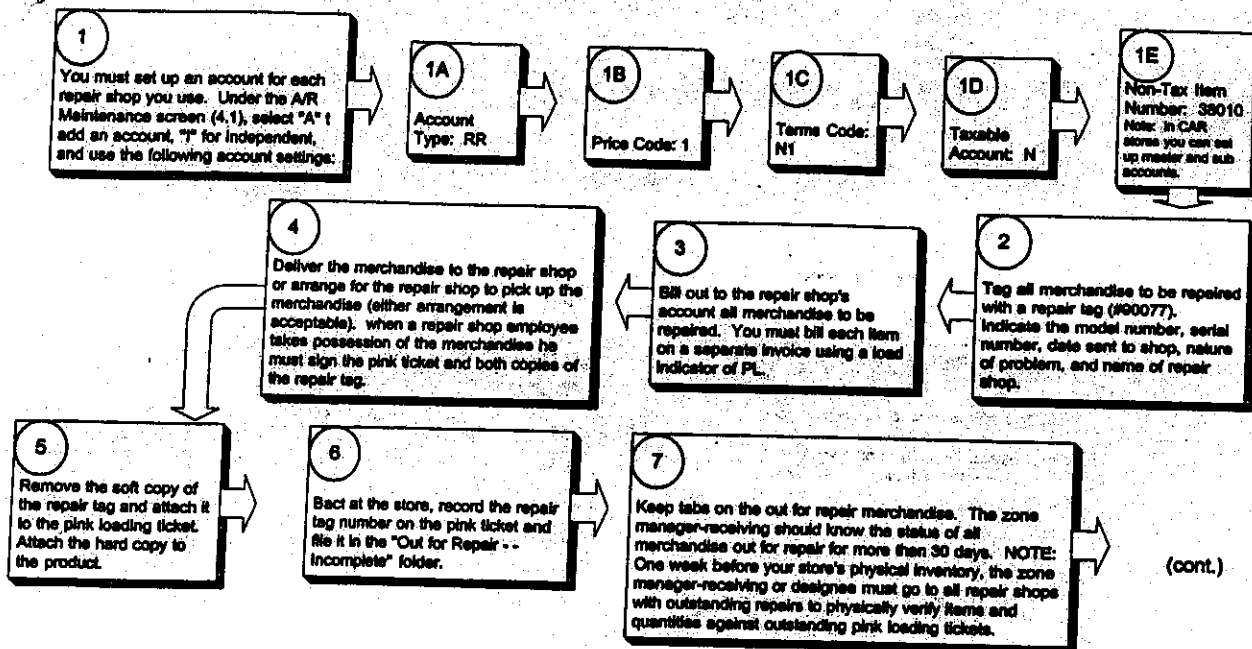 1
You must set up an account for each
repair shop you use. Under the A/R
Maintenance screen (4,1), select "A" t
add an account, "I" for independent,
and use the following account settings:
1A
Account
Type: RR
1B
Price Code: 1
1C
Terms Code:
N1
1D
Taxable
Account: N
1E
Non-Tax Item
Number: 38010
Note: In CAR
stores you can set
up master and sub
accounts.
2
Tag all merchandise to be repaired
with a repair tag (#90077).
Indicate the model number, serial
number, date sent to shop, nature
of problem, and name of repair
shop.
3
Bill out to the repair shop's
account all merchandise to be
repaired. You must bill each item
on a separate invoice using a load
indicator of PL.
4
Deliver the merchandise to the repair shop
or arrange for the repair shop to pick up the
merchandise (either arrangement is
acceptable). when a repair shop employee
takes possession of the merchandise he
must sign the pink ticket and both copies of
the repair tag.
5
Remove the soft copy of
the repair tag and attach it
to the pink loading ticket.
Attach the hard copy to
the product.
6
Bact at the store, record the repair
tag number on the pink ticket and
file it in the "Out for Repair - -
Incomplete" folder.
7
Keep tabs on the out for repair merchandise. The zone
manager-receiving should know the status of all
merchandise out for repair for more than 30 days. NOTE:
One week before your store's physical inventory, the zone
manager-receiving or designee must go to all repair shops
with outstanding repairs to physically verify items and
quantities against outstanding pink loading tickets.
(cont.)